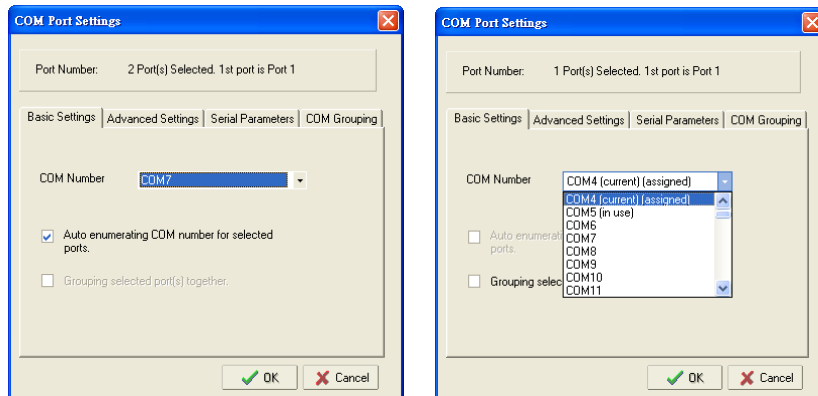 COM Port Settings
Port Number: 2 Port(s) Selected. 1st port is Port 1
Basic Settings Advanced Settings Serial Parameters COM Grouping
COM Number COM7
Auto enumerating COM number for selected
ports.
Grouping selected port(s) together.
OK Cancel
COM Port Settings
Port Number: 1 Port(s) Selected. 1st port is Port 1
Basic Settings Advanced Settings Serial Parameters COM Grouping
COM Number COM4 (current) (assigned)
COM4 (current) (assigned)
COM5 (in use)
COM6
Auto enumerati COM7
ports. COM8
COM9
Grouping selec COM10
COM11
OK Cancel